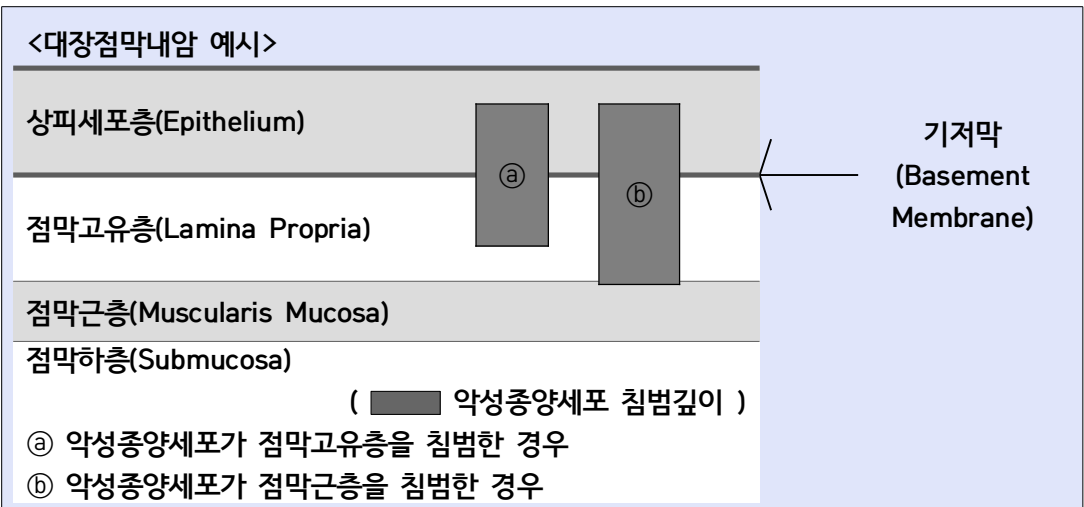 <대장점막내암 예시>
상피세포층(Epithelium)
기저막
(Basement
Membrane)
ⓐ
ⓑ
점막고유층(Lamina Propria)
점막근층(Muscularis Mucosa)
점막하층(Submucosa)
( 악성종양세포 침범깊이 )
ⓐ 악성종양세포가 점막고유층을 침범한 경우
ⓑ 악성종양세포가 점막근층을 침범한 경우